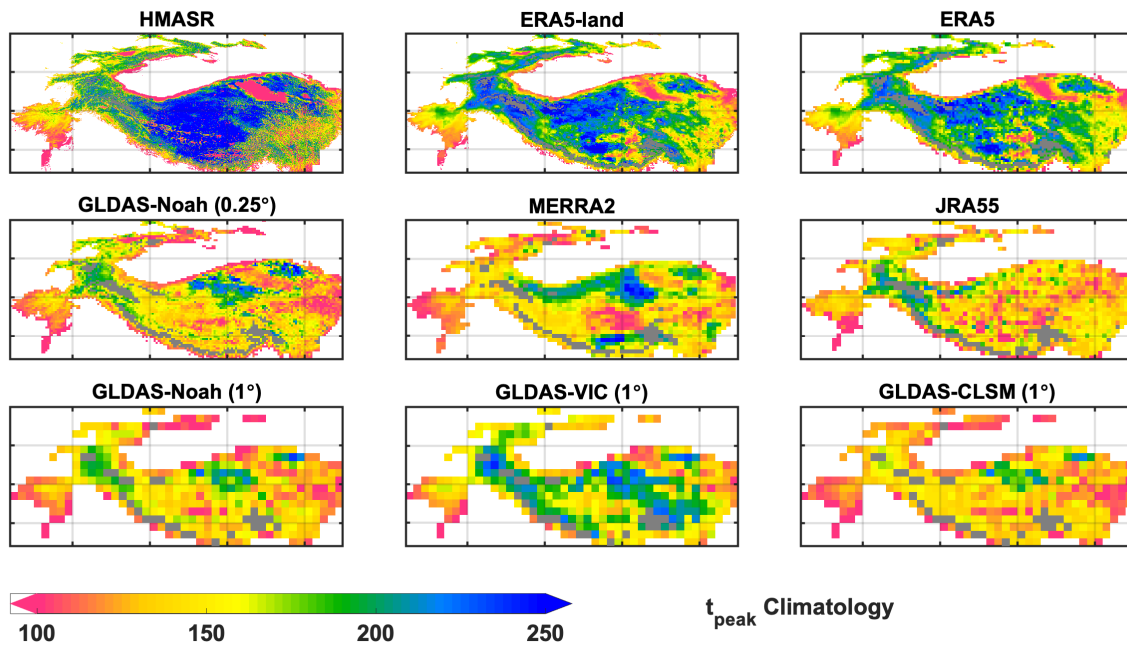 HMASR
ERA5-land
ERA5
GLDAS-Noah (0.25°)
MERRA2
JRA55
GLDAS-Noah (1°)
GLDAS-VIC (1°)
GLDAS-CLSM (1°)
100 150 200 250
t_peak Climatology